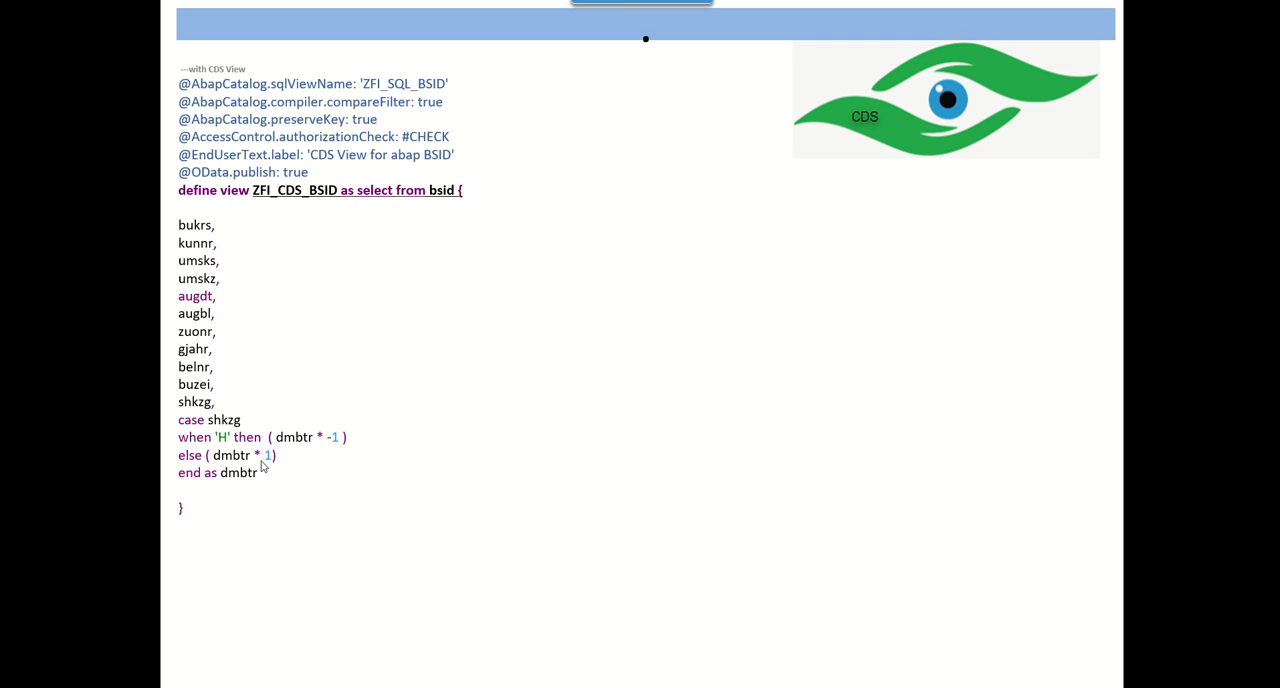 ---with CDS View
@AbapCatalog.sqlViewName: 'ZFI_SQL_BSID'
@AbapCatalog.compiler.compareFilter: true
@AbapCatalog.preserveKey: true
@AccessControl.authorizationCheck: #CHECK
@EndUserText.label: 'CDS View for abap BSID'
@OData.publish: true
define view ZFI_CDS_BSID as select from bsid {
bukrs,
kunnr,
umsks,
umskz,
augdt,
augbl,
zuonr,
gjahr,
belnr,
buzei,
shkzg,
case shkzg
when 'H' then  ( dmbtr * -1 )
else ( dmbtr * 1)
end as dmbtr
}
CDS